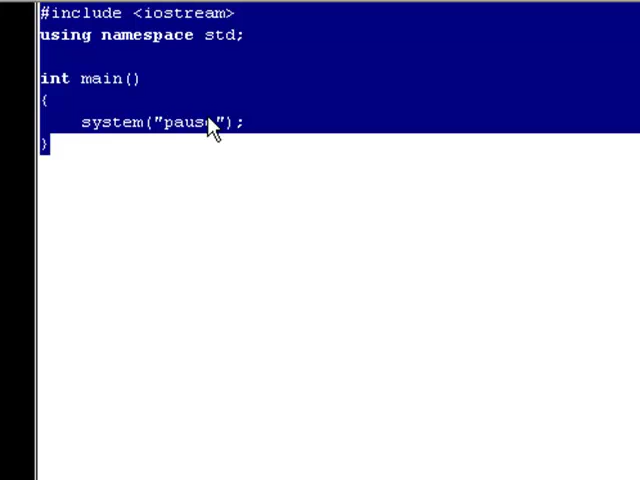 #include <iostream>
using namespace std;
int main()
{
system("pause");
}